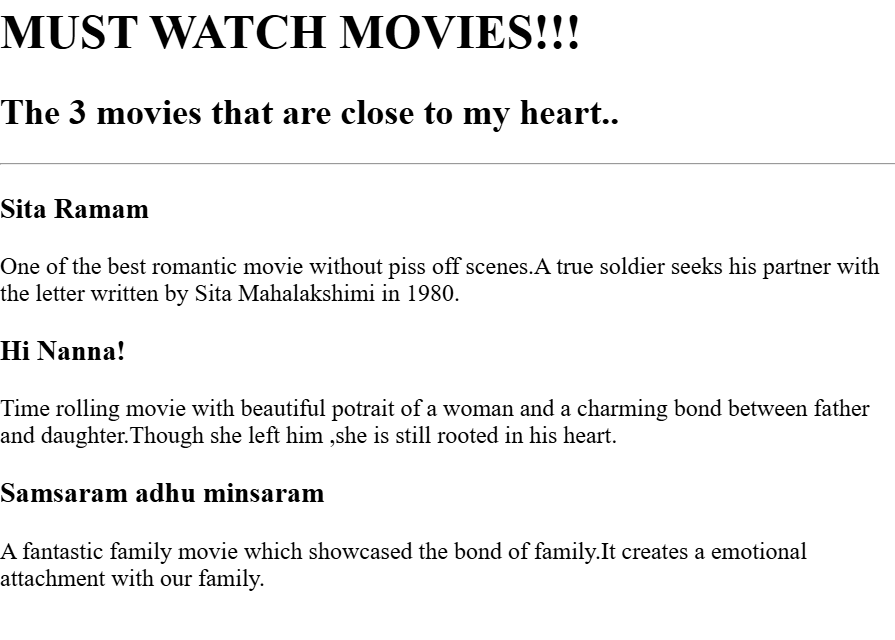 MUST WATCH MOVIES!!!
The 3 movies that are close to my heart..
Sita Ramam
One of the best romantic movie without piss off scenes.A true soldier seeks his partner with
the letter written by Sita Mahalakshimi in 1980.
Hi Nanna!
Time rolling movie with beautiful potrait of a woman and a charming bond between father
and daughter.Though she left him ,she is still rooted in his heart.
Samsaram adhu minsaram
A fantastic family movie which showcased the bond of family.It creates a emotional
attachment with our family.